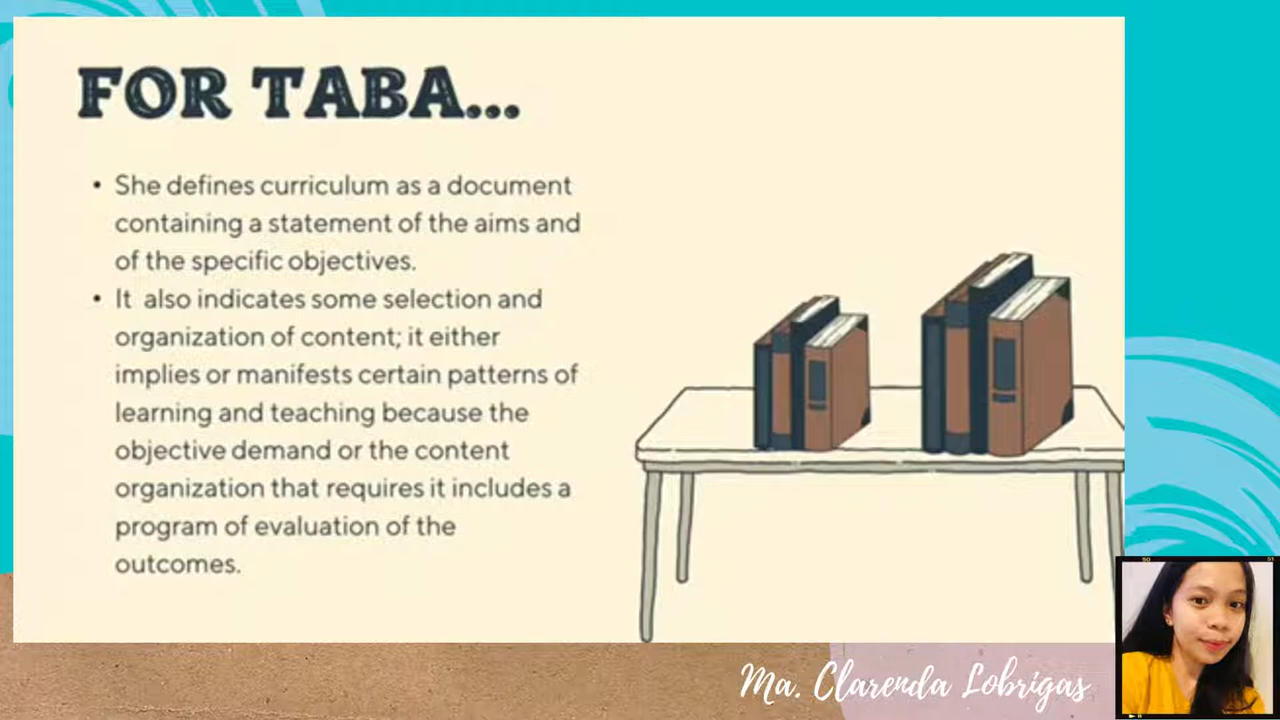 FOR TABA...
• She defines curriculum as a document
containing a statement of the aims and
of the specific objectives.
• It also indicates some selection and
organization of content; it either
implies or manifests certain patterns of
learning and teaching because the
objective demand or the content
organization that requires it includes a
program of evaluation of the
outcomes.
Ma. Clarenda Lobrigas